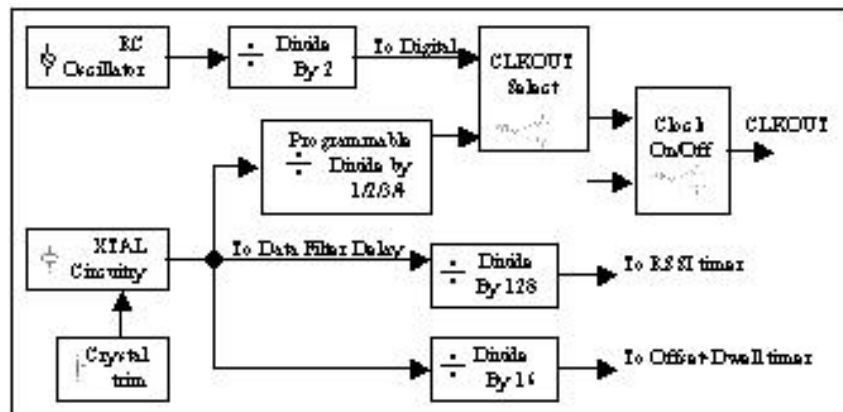 RC
Oscillator
÷ Divide
By 2
To Digital
CLKOUT
Select
Programmable
÷ Divide by
1/2/3/4
Clock
On/Off
CLKOUT
XTAL
Circuitry
To Data Filter Delay
÷ Divide
By 128
To RSSI timer
Crystal
trim
÷ Divide
By 16
To Offset-Dwell timer